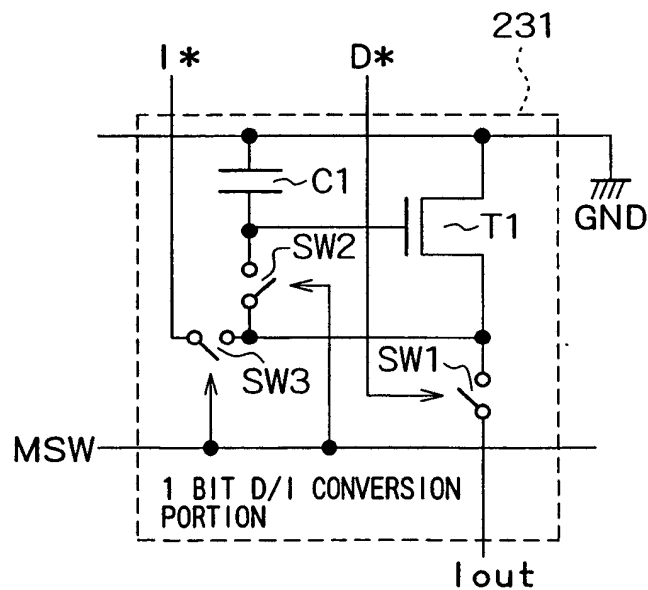 231
I* D*
C1
T1
GND
SW2
SW1
SW3
MSW
1 BIT D/I CONVERSION
PORTION
Iout